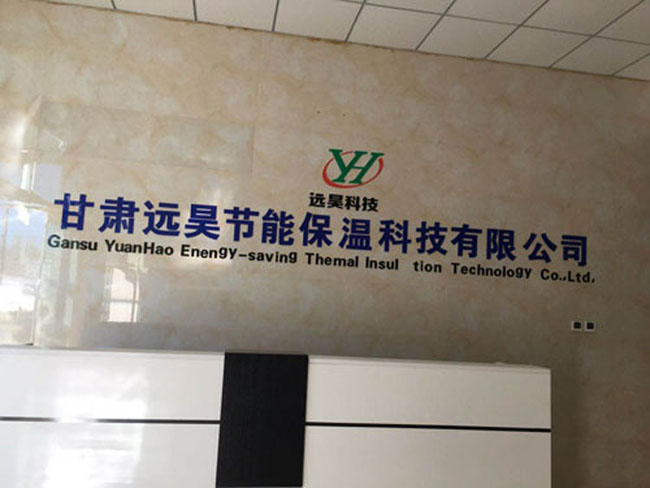 YH
远昊科技
甘肃远昊节能保温科技有限公司
Gansu YuanHao Enengy-saving Themal Insul tion Technology Co.,Ltd.